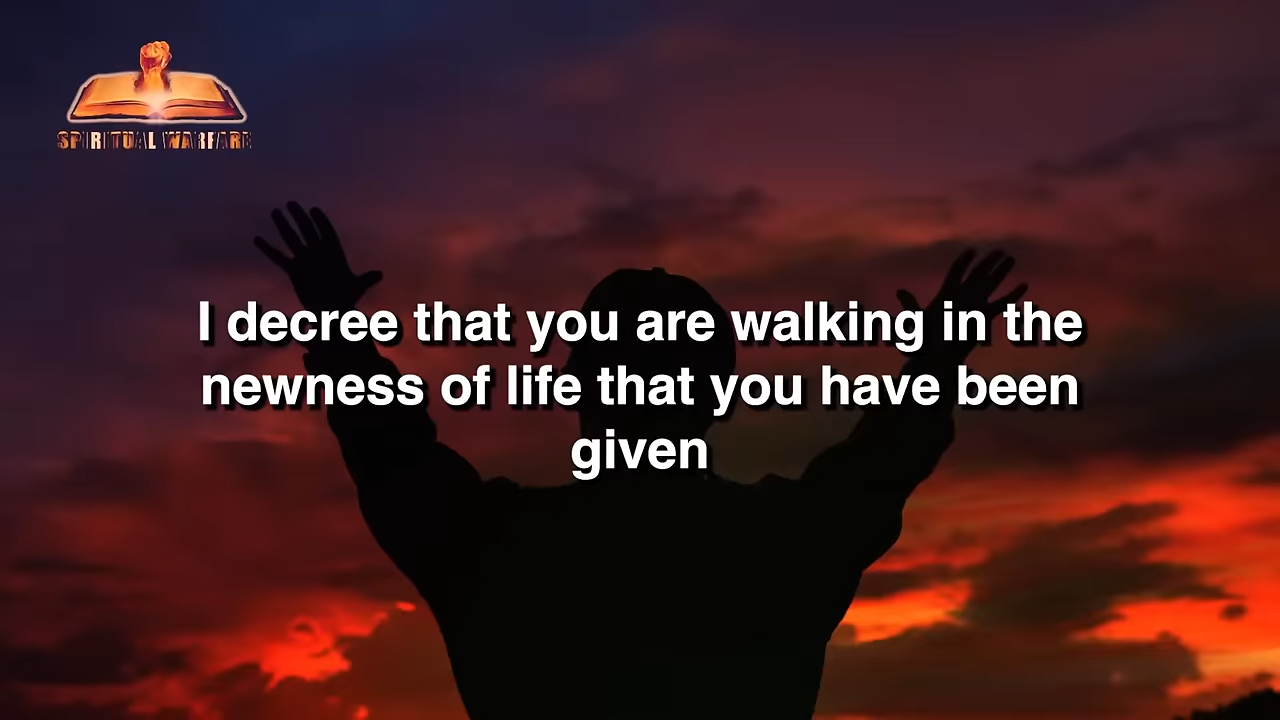 SPIRITUAL WARFARE
I decree that you are walking in the
newness of life that you have been
given